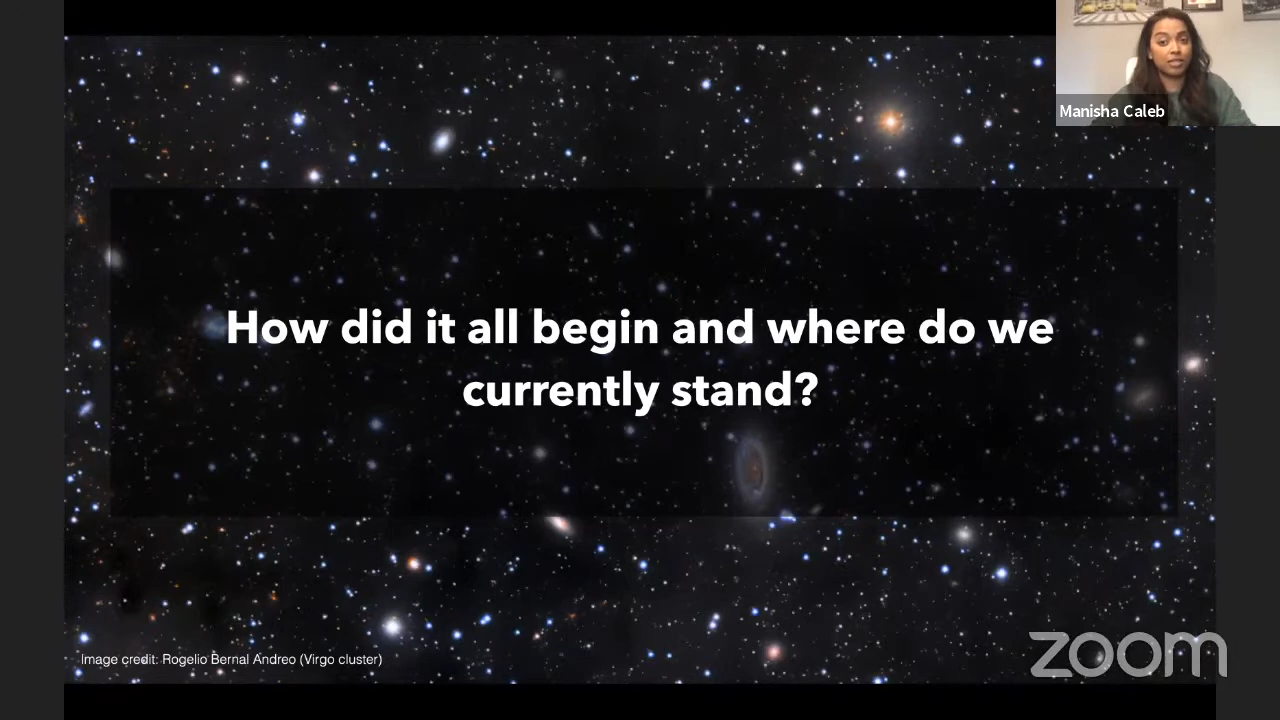 Manisha Caleb
How did it all begin and where do we
currently stand?
Image credit: Rogelio Bernal Andreo (Virgo cluster)
zoom